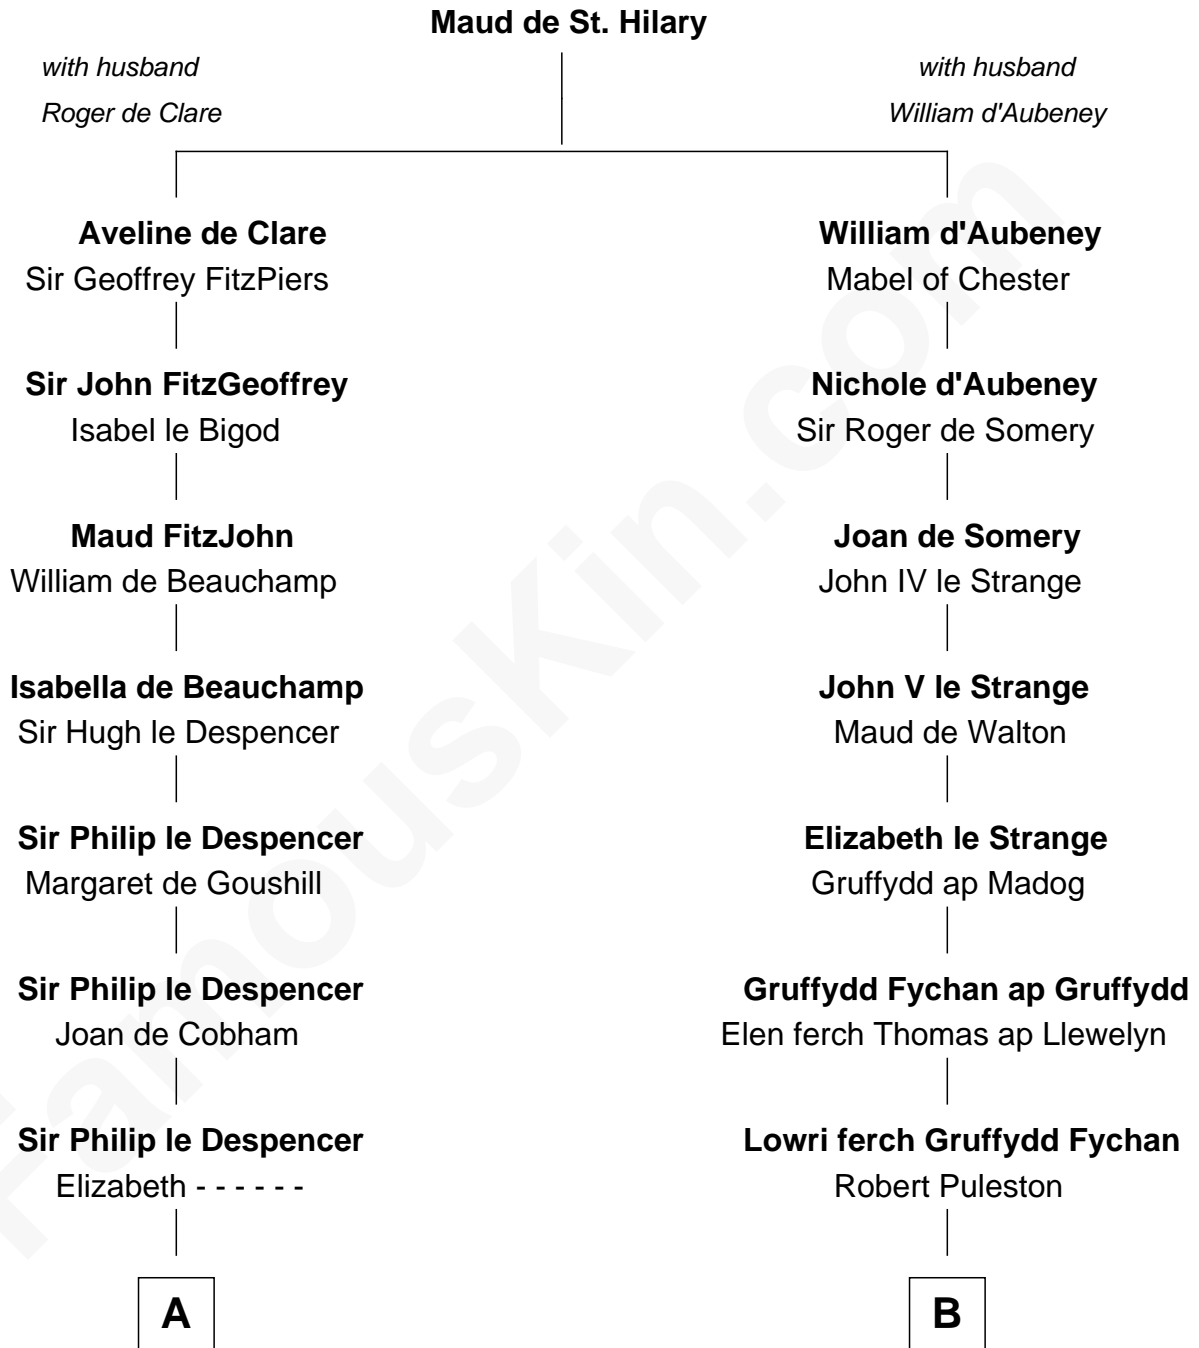 Maud de St. Hilary
with husband
Roger de Clare
with husband
William d'Aubeney
Aveline de Clare
Sir Geoffrey FitzPiers
William d'Aubeney
Mabel of Chester
Sir John FitzGeoffrey
Isabel le Bigod
Nichole d'Aubeney
Sir Roger de Somery
Maud FitzJohn
William de Beauchamp
Joan de Somery
John IV le Strange
Isabella de Beauchamp
Sir Hugh le Despencer
John V le Strange
Maud de Walton
Sir Philip le Despencer
Margaret de Goushill
Elizabeth le Strange
Gruffydd ap Madog
Sir Philip le Despencer
Joan de Cobham
Gruffydd Fychan ap Gruffydd
Elen ferch Thomas ap Llewelyn
Sir Philip le Despencer
Elizabeth - - - - - -
Lowri ferch Gruffydd Fychan
Robert Puleston
A
B
FamousKin.com